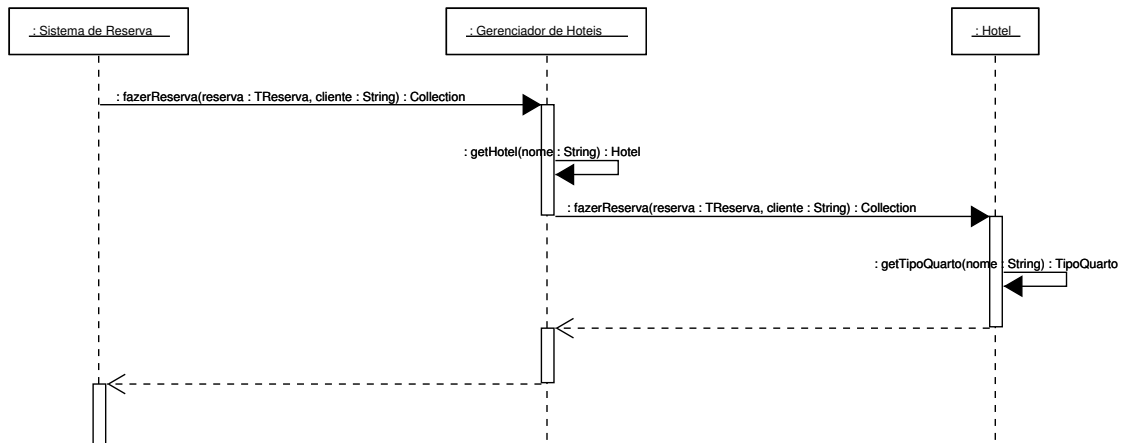 : Sistema de Reserva
: Gerenciador de Hoteis
: Hotel
: fazerReserva(reserva : TReserva, cliente : String) : Collection
: getHotel(nome : String) : Hotel
: fazerReserva(reserva : TReserva, cliente : String) : Collection
: getTipoQuarto(nome : String) : TipoQuarto